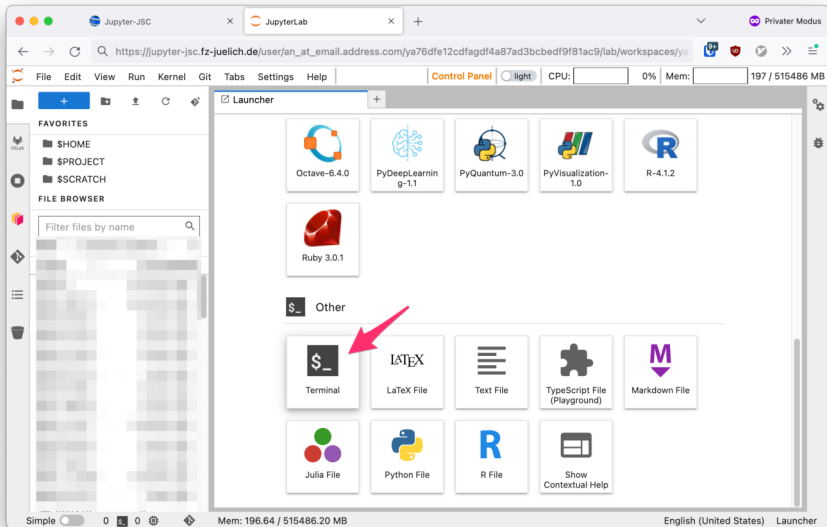 Jupyter-JSC
JupyterLab
Privater Modus
https://jupyter-jsc.fz-juelich.de/user/an_at_email.address.com/ya76dfe12cdfagdf4a87ad3bcbedf9f81ac9/lab/workspaces/ya
9+
File Edit View Run Kernel Git Tabs Settings Help
Control Panel light CPU: 0% Mem: 197 / 515486 MB
Launcher
FAVORITES
$HOME
$PROJECT
$SCRATCH
FILE BROWSER
Filter files by name
Octave-6.4.0
PyDeepLearnin
g-1.1
PyQuantum-3.0
PyVisualization-
1.0
R-4.1.2
Ruby 3.0.1
$_ Other
$_
Terminal
LATEX
LaTeX File
Text File
TypeScript File
(Playground)
M
Markdown File
Julia File
Python File
R
R File
Show
Contextual Help
Simple 0 $_ 0 Mem: 196.64 / 515486.20 MB English (United States) Launcher